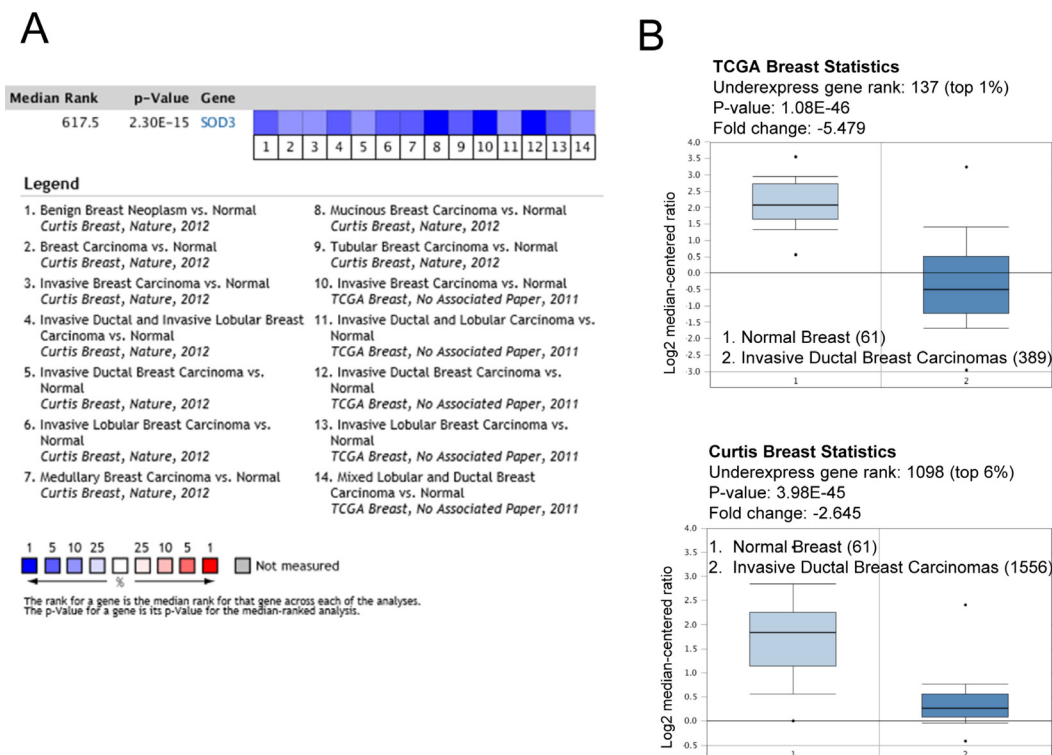 A
Median Rank p-Value Gene
617.5 2.30E-15 SOD3
1 2 3 4 5 6 7 8 9 10 11 12 13 14
Legend
1. Benign Breast Neoplasm vs. Normal
Curtis Breast, Nature, 2012
2. Breast Carcinoma vs. Normal
Curtis Breast, Nature, 2012
3. Invasive Breast Carcinoma vs. Normal
Curtis Breast, Nature, 2012
4. Invasive Ductal and Invasive Lobular Breast
Carcinoma vs. Normal
Curtis Breast, Nature, 2012
5. Invasive Ductal Breast Carcinoma vs.
Normal
Curtis Breast, Nature, 2012
6. Invasive Lobular Breast Carcinoma vs.
Normal
Curtis Breast, Nature, 2012
7. Medullary Breast Carcinoma vs. Normal
Curtis Breast, Nature, 2012
8. Mucinous Breast Carcinoma vs. Normal
Curtis Breast, Nature, 2012
9. Tubular Breast Carcinoma vs. Normal
Curtis Breast, Nature, 2012
10. Invasive Breast Carcinoma vs. Normal
TCGA Breast, No Associated Paper, 2011
11. Invasive Ductal and Lobular Carcinoma vs.
Normal
TCGA Breast, No Associated Paper, 2011
12. Invasive Ductal Breast Carcinoma vs.
Normal
TCGA Breast, No Associated Paper, 2011
13. Invasive Lobular Breast Carcinoma vs.
Normal
TCGA Breast, No Associated Paper, 2011
14. Mixed Lobular and Ductal Breast
Carcinoma vs. Normal
TCGA Breast, No Associated Paper, 2011
1 5 10 25 25 10 5 1
Not measured
%
The rank for a gene is the median rank for that gene across each of the analyses.
The p-Value for a gene is its p-Value for the median-ranked analysis.
B
TCGA Breast Statistics
Underexpress gene rank: 137 (top 1%)
P-value: 1.08E-46
Fold change: -5.479
Log2 median-centered ratio
4.0
3.5
3.0
2.5
2.0
1.5
1.0
0.5
0.0
-0.5
-1.0
-1.5
-2.0
-2.5
-3.0
1. Normal Breast (61)
2. Invasive Ductal Breast Carcinomas (389)
1 2
Curtis Breast Statistics
Underexpress gene rank: 1098 (top 6%)
P-value: 3.98E-45
Fold change: -2.645
Log2 median-centered ratio
4.0
3.5
3.0
2.5
2.0
1.5
1.0
0.5
0.0
-0.5
1. Normal Breast (61)
2. Invasive Ductal Breast Carcinomas (1556)
1 2